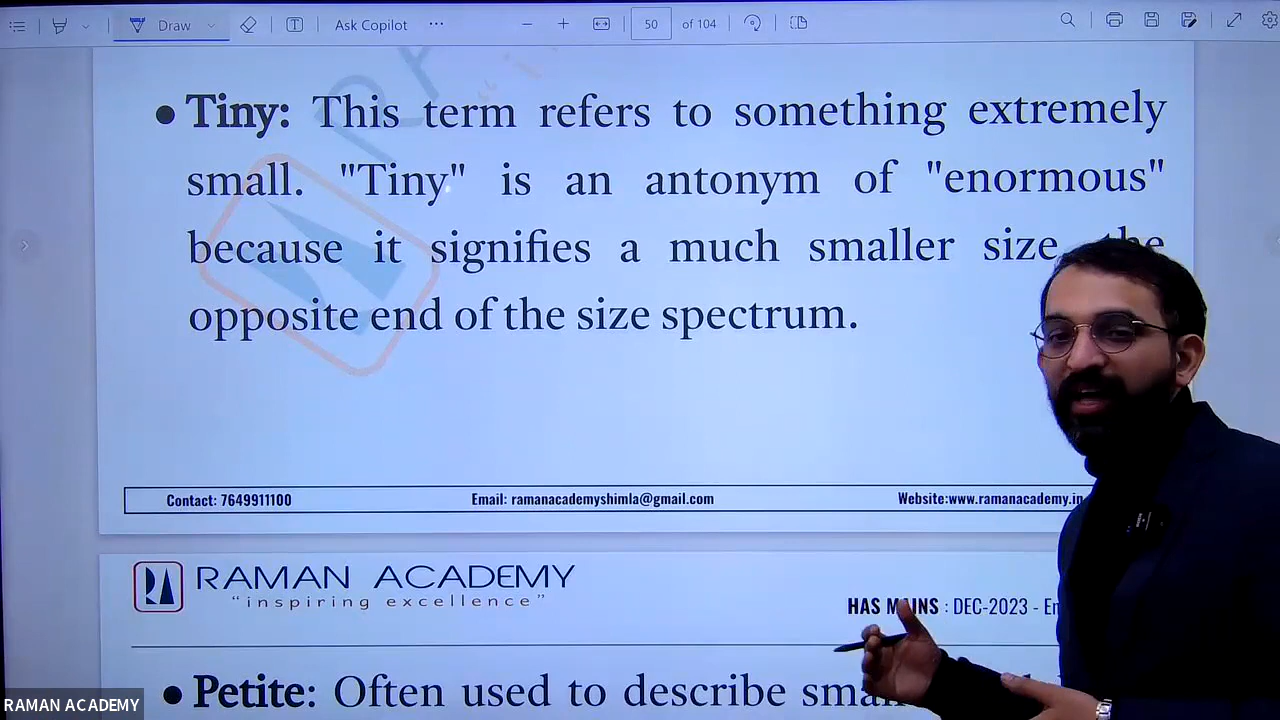 Draw
Ask Copilot
50 of 104
• Tiny: This term refers to something extremely
small. "Tiny" is an antonym of "enormous"
because it signifies a much smaller size, the
opposite end of the size spectrum.
Contact: 7649911100 Email: ramanacademyshimla@gmail.com Website:www.ramanacademy.in
RA
RAMAN ACADEMY
"inspiring excellence"
HAS MAINS : DEC-2023 -
• Petite: Often used to describe
RAMAN ACADEMY